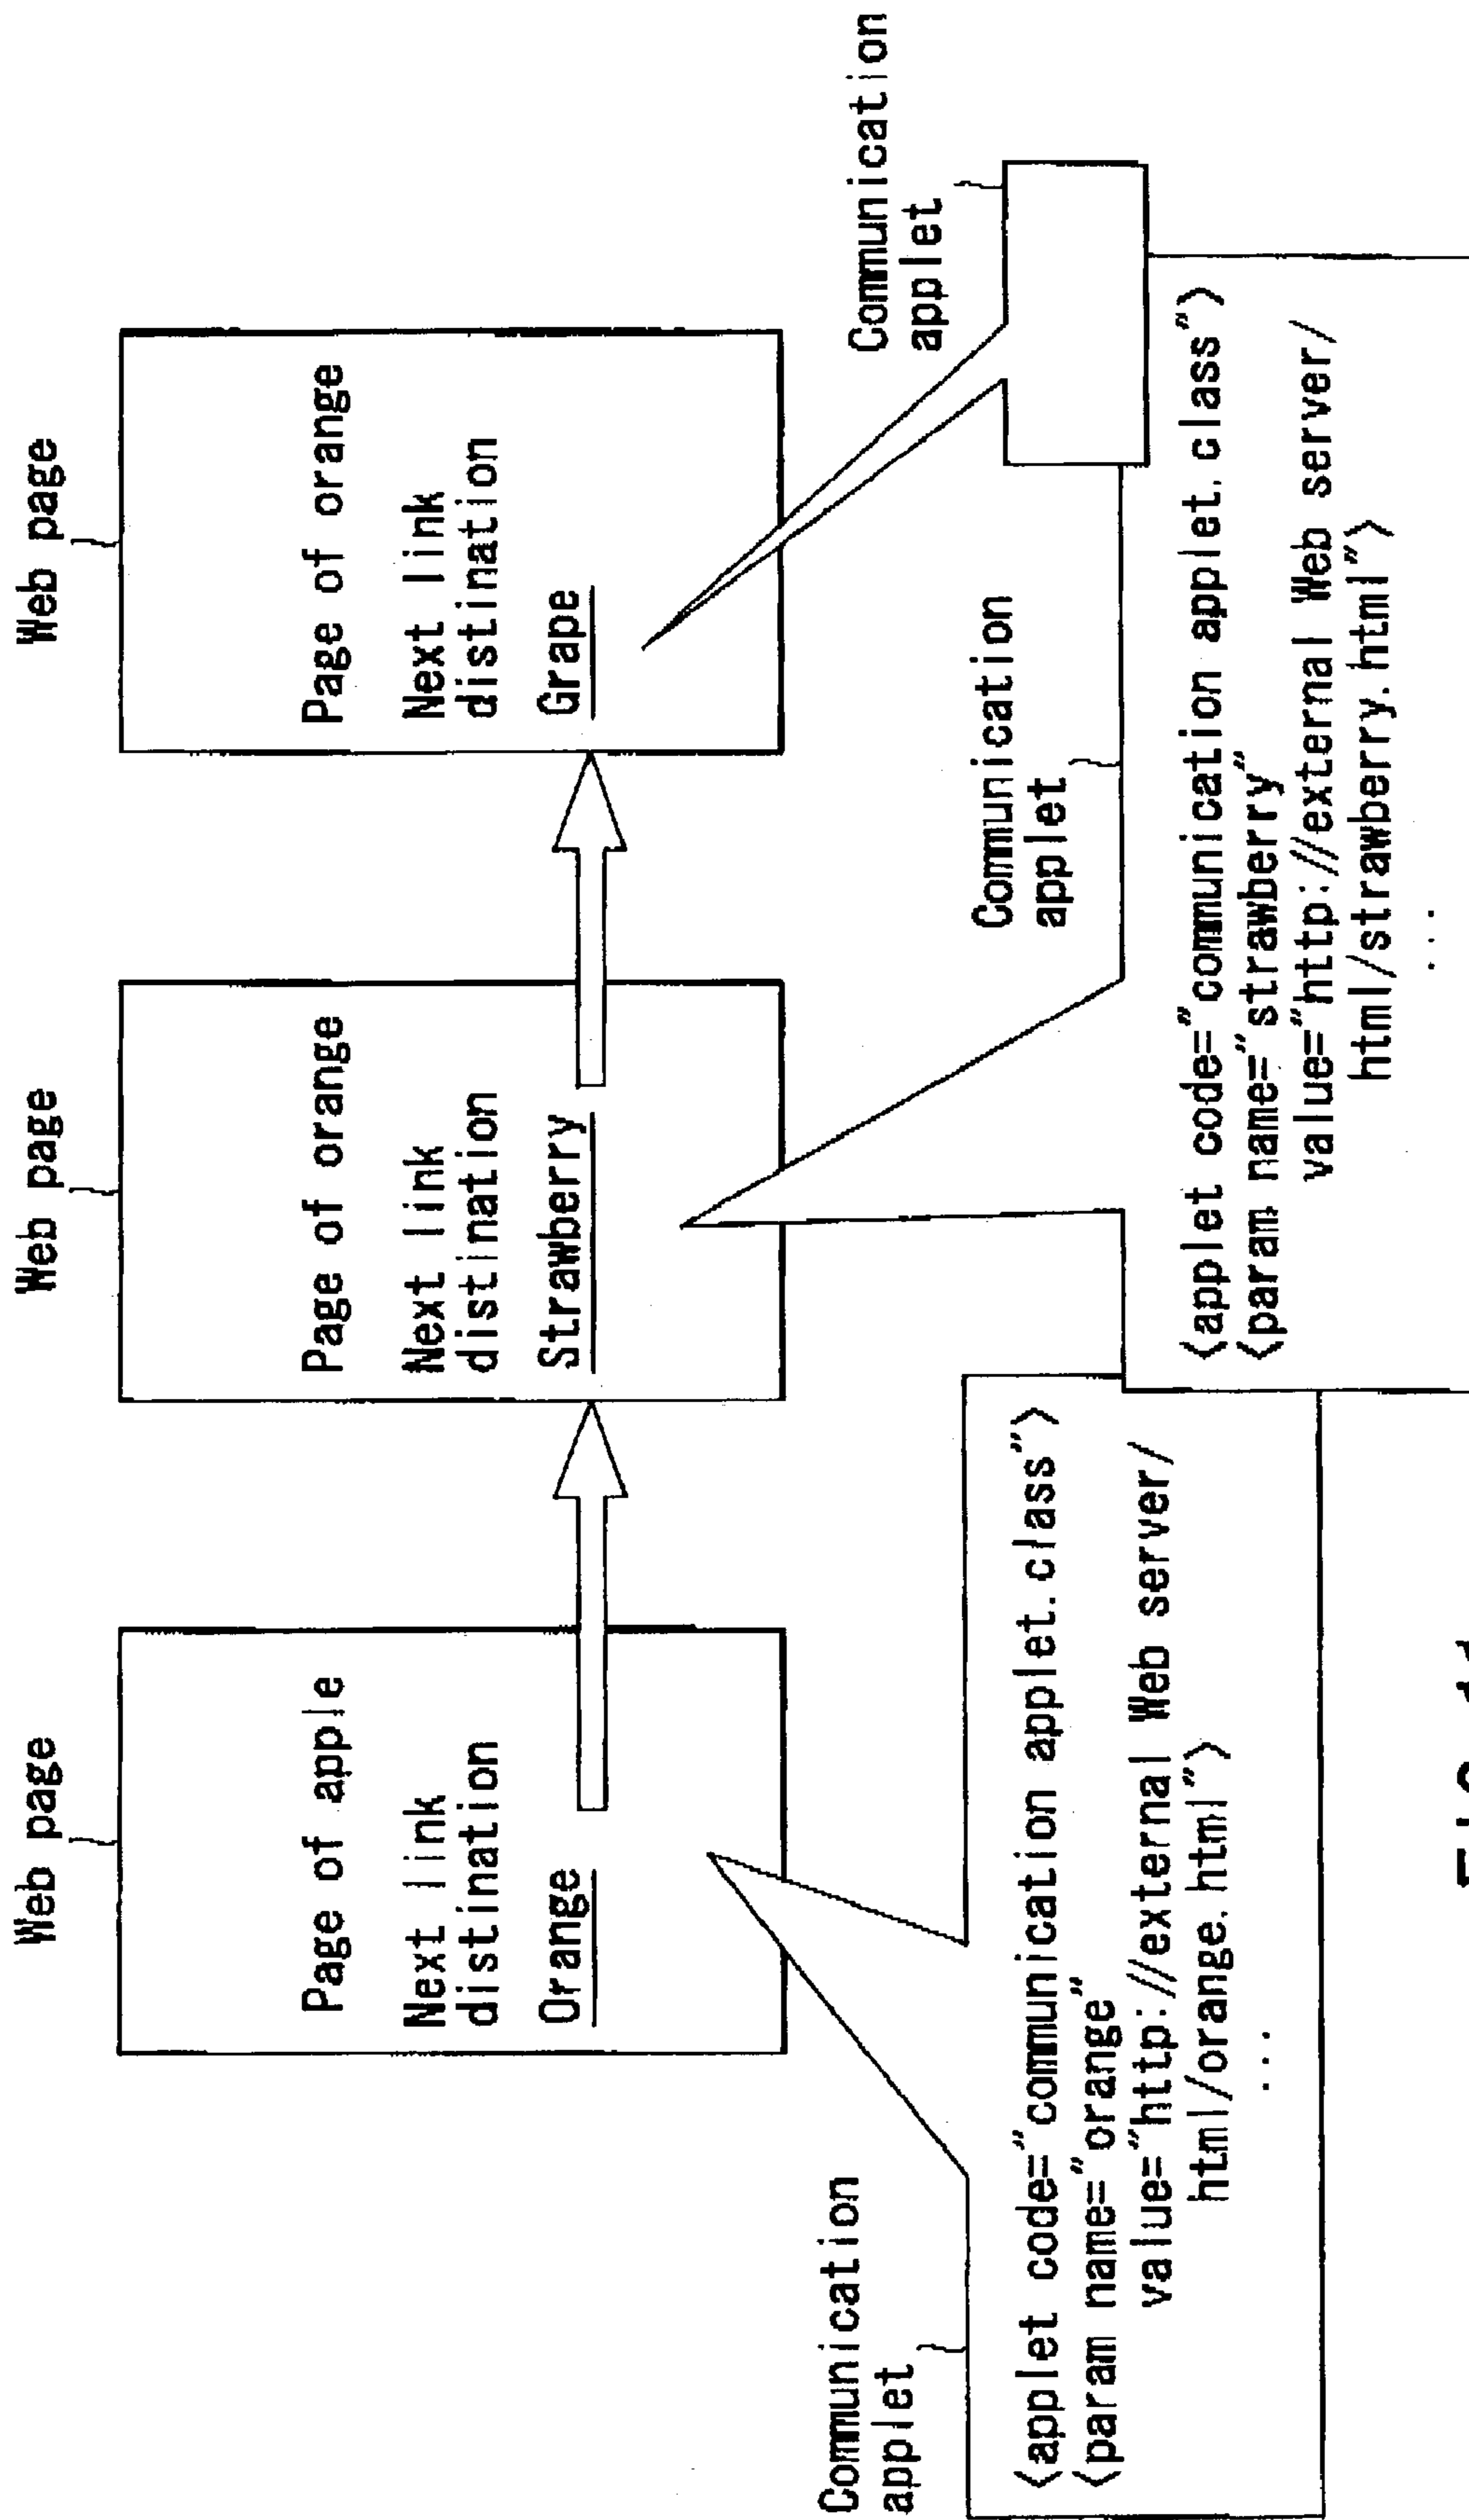 Web page
Page of apple
Next link
distination
Orange
Web page
Page of orange
Next link
distination
Strawberry
Web page
Page of orange
Next link
distination
Grape
Communication
applet
<applet code="communication applet.class">
<param name="orange"
value="http://external Web server/
html/orange.html">
...
Communication
applet
<applet code="communication applet.class">
<param name="strawberry"
value="http://external Web server/
html/strawberry.html">
...
Communication
applet